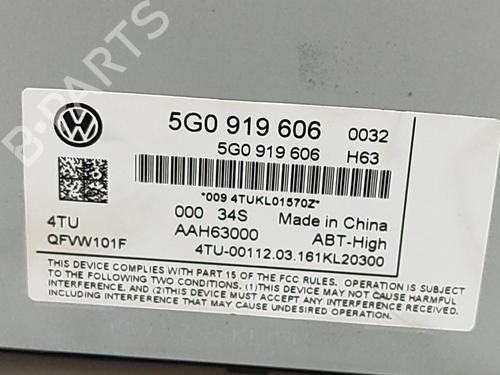 B-PARTS
5G0 919 606 0032
5G0 919 606 H63
*009 4TUKL01570Z*
4TU 000 34S Made in China
QFVW101F AAH63000 ABT-High
4TU-00112.03.161KL20300
THIS DEVICE COMPLIES WITH PART 15 OF THE FCC RULES. OPERATION IS SUBJECT
TO THE FOLLOWING TWO CONDITIONS. (1)THIS DEVICE MAY NOT CAUSE HARMFUL
INTERFERENCE. AND (2)THIS DEVICE MUST ACCEPT ANY INTERFERENCE RECEIVED.
INCLUDING INTERFERENCE THAT MAY CAUSE UNDESIRED OPERATION.